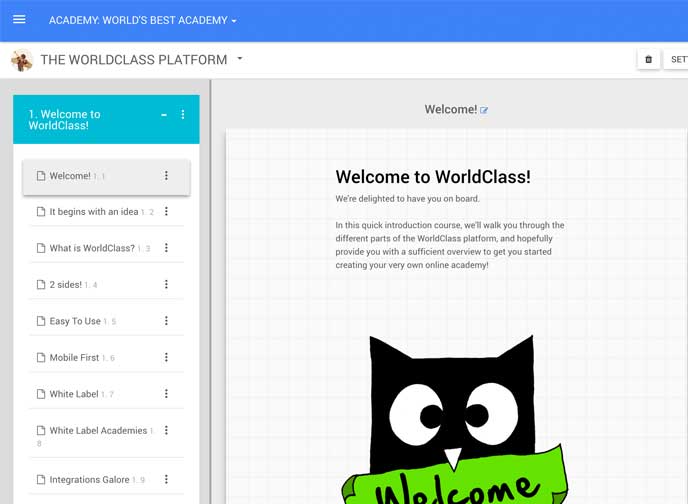 ACADEMY: WORLD'S BEST ACADEMY
THE WORLDCLASS PLATFORM
SETT
1. Welcome to
WorldClass!
Welcome! 1. 1
It begins with an idea 1. 2
What is WorldClass? 1. 3
2 sides! 1. 4
Easy To Use 1. 5
Mobile First 1. 6
White Label 1. 7
White Label Academies 1.
8
Integrations Galore 1. 9
Welcome!
Welcome to WorldClass!
We're delighted to have you on board.
In this quick introduction course, we'll walk you through the
different parts of the WorldClass platform, and hopefully
provide you with a sufficient overview to get you started
creating your very own online academy!
Welcome